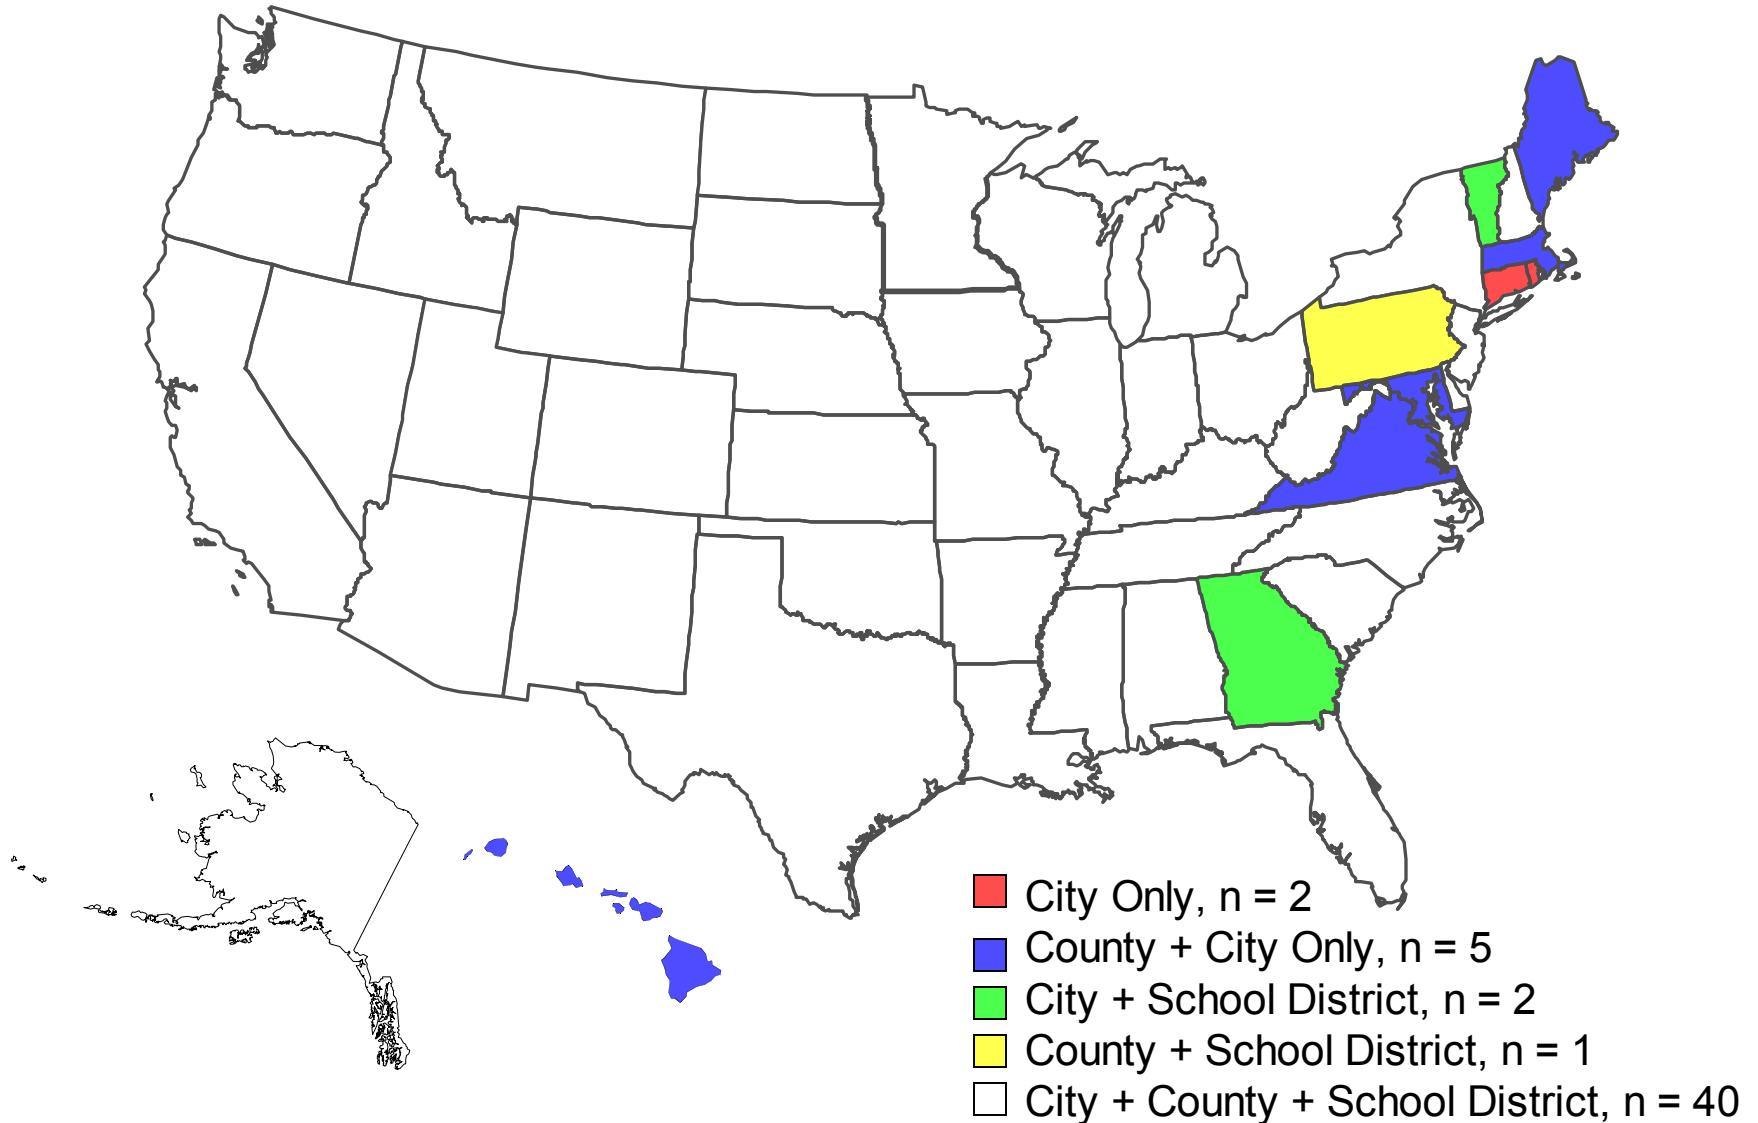 City Only, n = 2
County + City Only, n = 5
City + School District, n = 2
County + School District, n = 1
City + County + School District, n = 40